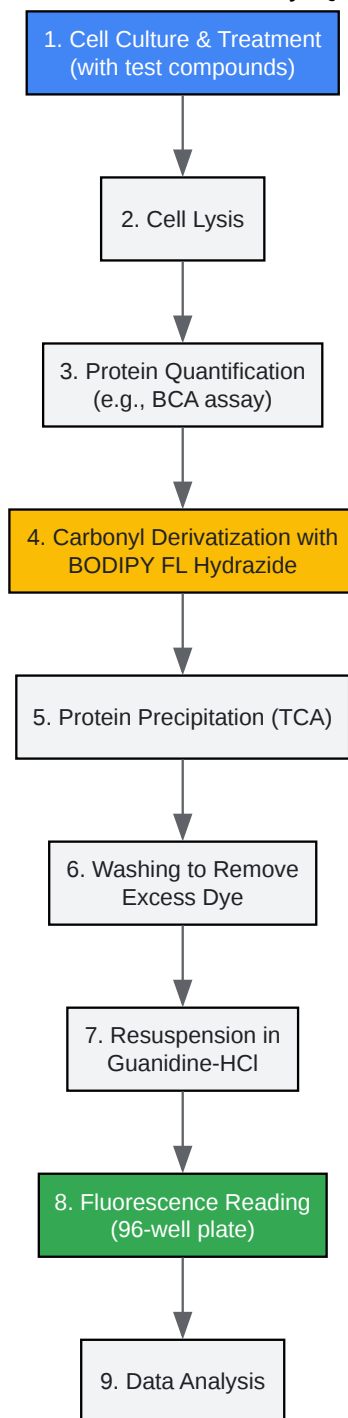 1. Cell Culture & Treatment
(with test compounds)
2. Cell Lysis
3. Protein Quantification
(e.g., BCA assay)
4. Carbonyl Derivatization with
BODIPY FL Hydrazide
5. Protein Precipitation (TCA)
6. Washing to Remove
Excess Dye
7. Resuspension in
Guanidine-HCl
8. Fluorescence Reading
(96-well plate)
9. Data Analysis